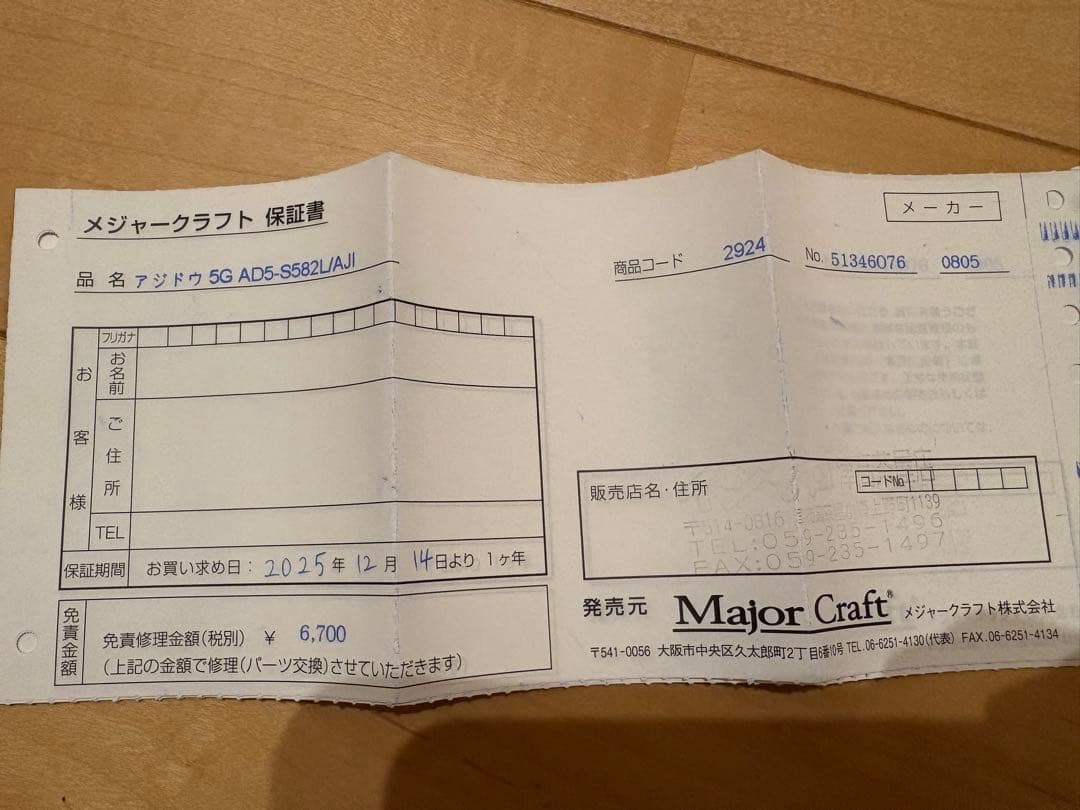 メジャークラフト 保証書
メーカー
品名 アジドウ 5G AD5-S582L/AJI
商品コード 2924
No. 51346076 0805
お客様
フリガナ
お名前
ご住所
TEL
保証期間 お買い求め日：2025年 12月 14日より 1ヶ年
免責金額
免責修理金額(税別) ¥ 6,700
(上記の金額で修理(パーツ交換)させていただきます)
販売店名・住所
コードNo.
〒514-0816
上野町1139
TEL:059-235-1496
FAX:059-235-1497
発売元 Major Craft® メジャークラフト株式会社
〒541-0056 大阪市中央区久太郎町2丁目6番10号 TEL.06-6251-4130(代表) FAX.06-6251-4134